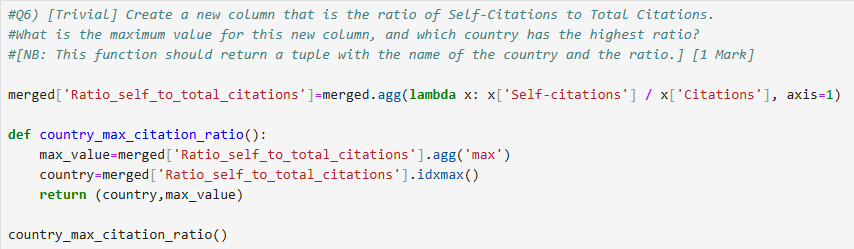 #Q6) [Trivial] Create a new column that is the ratio of Self-Citations to Total Citations.
#What is the maximum value for this new column, and which country has the highest ratio?
#[NB: This function should return a tuple with the name of the country and the ratio.] [1 Mark]
merged['Ratio_self_to_total_citations']=merged.agg(lambda x: x['Self-citations'] / x['Citations'], axis=1)
def country_max_citation_ratio():
    max_value=merged['Ratio_self_to_total_citations'].agg('max')
    country=merged['Ratio_self_to_total_citations'].idxmax()
    return (country,max_value)
country_max_citation_ratio()